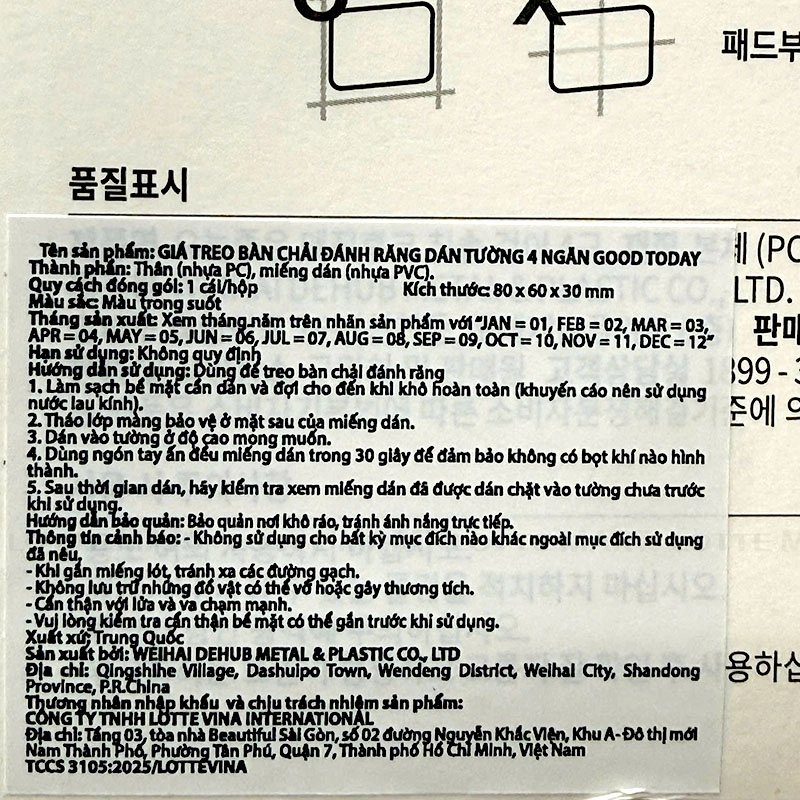 X
패드부
품질표시
Tên sản phẩm: GIÁ TREO BÀN CHẢI ĐÁNH RĂNG DÁN TƯỜNG 4 NGĂN GOOD TODAY
Thành phần: Thân (nhựa PC), miếng dán (nhựa PVC).
Quy cách đóng gói: 1 cái/hộp Kích thước: 80 x 60 x 30 mm
Màu sắc: Màu trong suốt
Tháng sản xuất: Xem tháng.năm trên nhãn sản phẩm với "JAN = 01, FEB = 02, MAR = 03,
APR = 04, MAY = 05, JUN = 06, JUL = 07, AUG = 08, SEP = 09, OCT = 10, NOV = 11, DEC = 12"
Hạn sử dụng: Không quy định
Hướng dẫn sử dụng: Dùng để treo bàn chải đánh răng
1. Làm sạch bề mặt cần dán và đợi cho đến khi khô hoàn toàn (khuyến cáo nên sử dụng
nước lau kính).
2. Tháo lớp màng bảo vệ ở mặt sau của miếng dán.
3. Dán vào tường ở độ cao mong muốn.
4. Dùng ngón tay ấn đều miếng dán trong 30 giây để đảm bảo không có bọt khí nào hình
thành.
5. Sau thời gian dán, hãy kiểm tra xem miếng dán đã được dán chặt vào tường chưa trước
khi sử dụng.
Hướng dẫn bảo quản: Bảo quản nơi khô ráo, tránh ánh nắng trực tiếp.
Thông tin cảnh báo: - Không sử dụng cho bất kỳ mục đích nào khác ngoài mục đích sử dụng
đã nêu.
- Khi gắn miếng lót, tránh xa các đường gạch.
- Không lưu trữ những đồ vật có thể vỡ hoặc gây thương tích.
- Cẩn thận với lửa và va chạm mạnh.
- Vui lòng kiểm tra cẩn thận bề mặt có thể gắn trước khi sử dụng.
Xuất xứ: Trung Quốc
Sản xuất bởi: WEIHAI DEHUB METAL & PLASTIC CO., LTD
Địa chỉ: Qingshihe Village, Dashuipo Town, Wendeng District, Weihai City, Shandong
Province, P.R.China
Thương nhân nhập khẩu và chịu trách nhiệm sản phẩm:
CÔNG TY TNHH LOTTE VINA INTERNATIONAL
Địa chỉ: Tầng 03, tòa nhà Beautiful Sài Gòn, số 02 đường Nguyễn Khắc Viện, Khu A- Đô thị mới
Nam Thành Phố, Phường Tân Phú, Quận 7, Thành phố Hồ Chí Minh, Việt Nam
TCCS 3105:2025/LOTTEVINA
(PC
LTD.
판매
399 - 3
준에 의
용하십